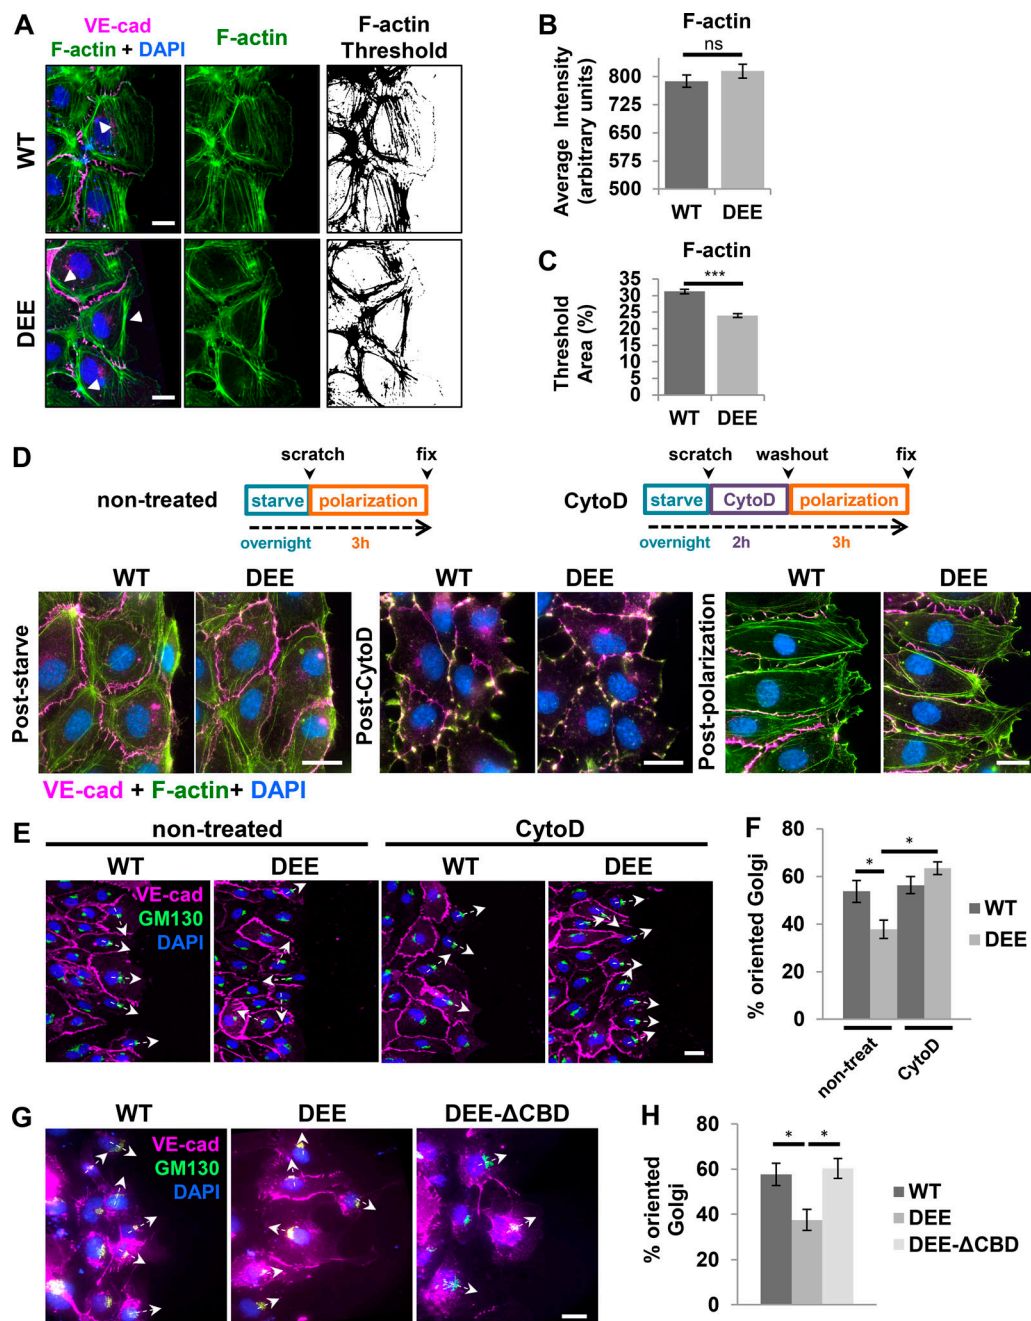 A
VE-cad
F-actin + DAPI
F-actin
F-actin
Threshold
WT
DEE
B
F-actin
ns
Average Intensity
(arbitrary units)
800
725
650
575
500
WT DEE
C
F-actin
***
Threshold
Area (%)
35
30
25
20
15
10
5
0
WT DEE
D
non-treated
scratch fix
starve polarization
overnight 3h
CytoD
scratch washout fix
starve CytoD polarization
overnight 2h 3h
WT DEE
Post-starve
WT DEE
Post-CytoD
WT DEE
Post-polarization
VE-cad + F-actin+ DAPI
E
non-treated CytoD
WT DEE WT DEE
VE-cad
GM130
DAPI
F
% oriented Golgi
80
60
40
20
0
* *
WT
DEE
non-treat CytoD
G
WT DEE DEE-ΔCBD
VE-cad
GM130
DAPI
H
% oriented
Golgi
80
60
40
20
0
* *
WT
DEE
DEE-ΔCBD